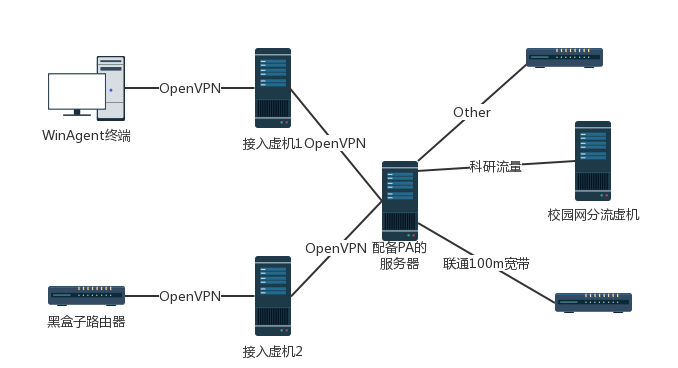 OpenVPN
WinAgent终端
接入虚机1
OpenVPN
Other
科研流量
校园网分流虚机
OpenVPN
配备PA的
服务器
联通100m宽带
OpenVPN
黑盒子路由器
接入虚机2